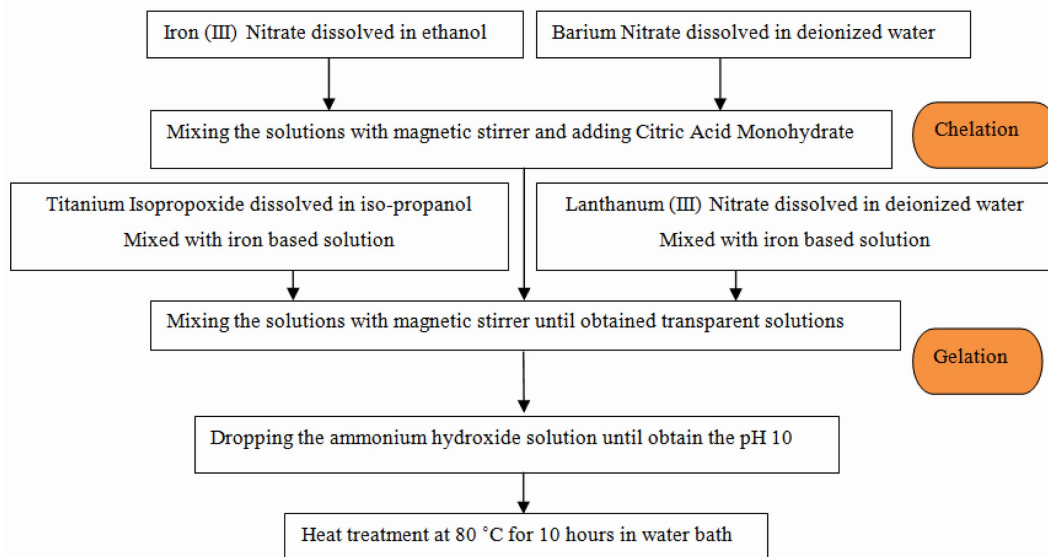 Iron (III) Nitrate dissolved in ethanol
Barium Nitrate dissolved in deionized water
Mixing the solutions with magnetic stirrer and adding Citric Acid Monohydrate
Chelation
Titanium Isopropoxide dissolved in iso-propanol
Mixed with iron based solution
Lanthanum (III) Nitrate dissolved in deionized water
Mixed with iron based solution
Mixing the solutions with magnetic stirrer until obtained transparent solutions
Gelation
Dropping the ammonium hydroxide solution until obtain the pH 10
Heat treatment at 80 °C for 10 hours in water bath